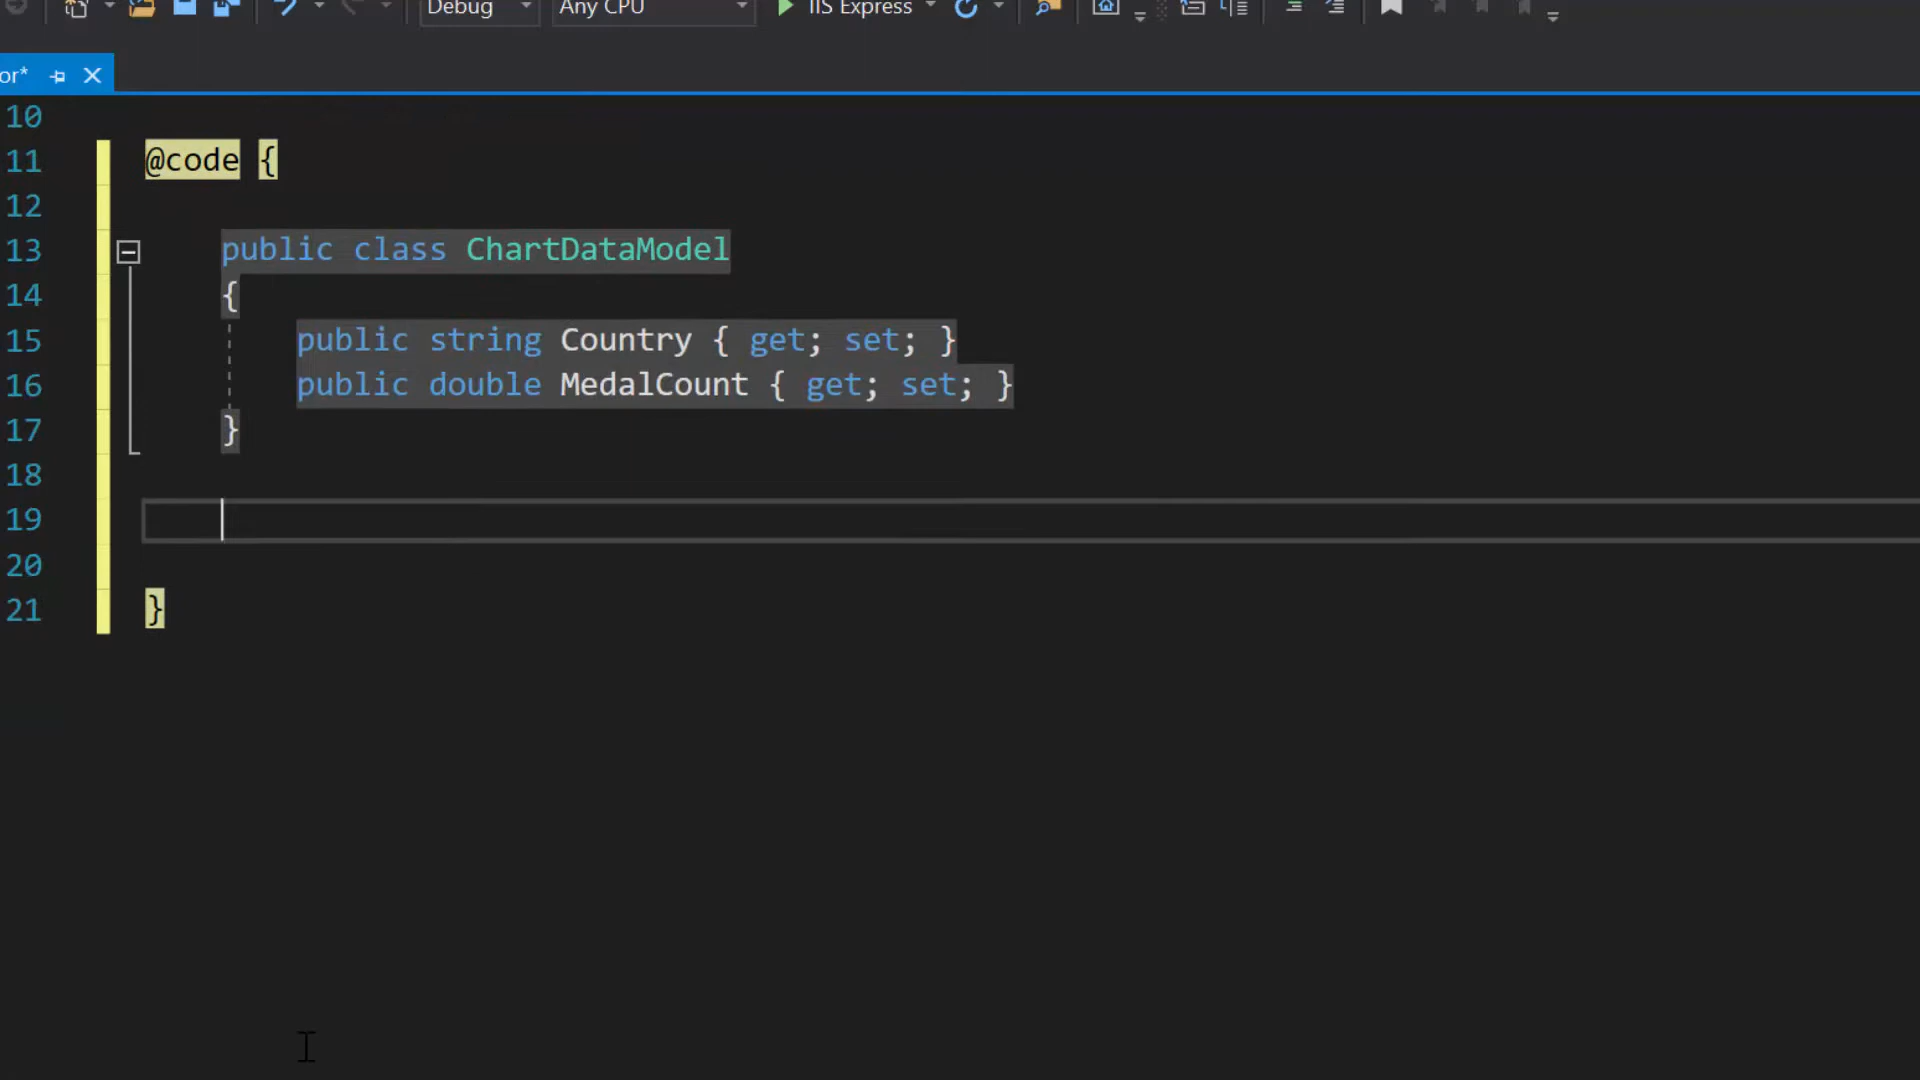 Debug Any CPU IIS Express
or*
10
11 @code {
12
13 public class ChartDataModel
14 {
15 public string Country { get; set; }
16 public double MedalCount { get; set; }
17 }
18
19
20
21 }